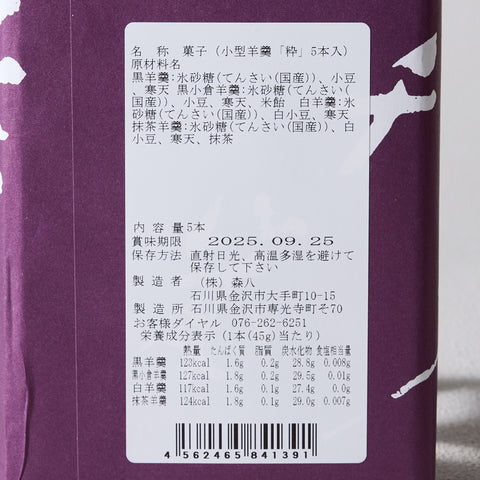 名 称 菓子(小型羊羹「粋」5本入)
原材料名
黒羊羹:氷砂糖(てんさい(国産))、小豆
、寒天 黒小倉羊羹:氷砂糖(てんさい(
国産))、小豆、寒天、米飴 白羊羹:氷
砂糖(てんさい(国産))、白小豆、寒天
抹茶羊羹:氷砂糖(てんさい(国産))、白
小豆、寒天、抹茶
内 容 量 5本
賞味期限 2025.09.25
保存方法 直射日光、高温多湿を避けて
保存して下さい
製 造 者 (株)森八
石川県金沢市大手町10-15
製 造 所 石川県金沢市専光寺町そ70
お客様ダイヤル 076-262-6251
栄養成分表示(1本(45g)当たり)
熱量 たんぱく質 脂質 炭水化物 食塩相当量
黒羊羹 123kcal 1.6g 0.2g 28.8g 0.008g
黒小倉羊羹 127kcal 1.8g 0.2g 29.5g 0.01g
白羊羹 117kcal 1.6g 0.1g 27.4g 0.0g
抹茶羊羹 124kcal 1.8g 0.1g 29.0g 0.007g
4562465841391